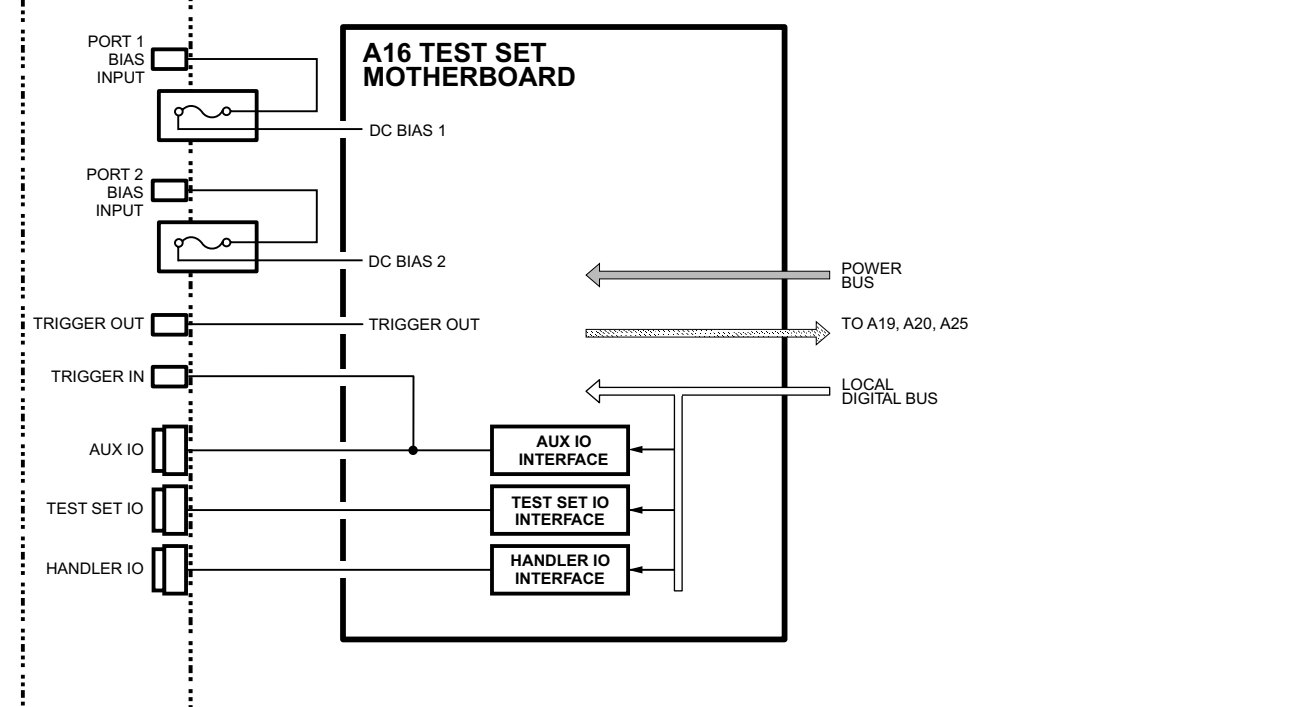 PORT 1
BIAS
INPUT
A16 TEST SET
MOTHERBOARD
DC BIAS 1
PORT 2
BIAS
INPUT
DC BIAS 2
POWER
BUS
TRIGGER OUT
TRIGGER OUT
TO A19, A20, A25
TRIGGER IN
LOCAL
DIGITAL BUS
AUX IO
AUX IO
INTERFACE
TEST SET IO
TEST SET IO
INTERFACE
HANDLER IO
HANDLER IO
INTERFACE